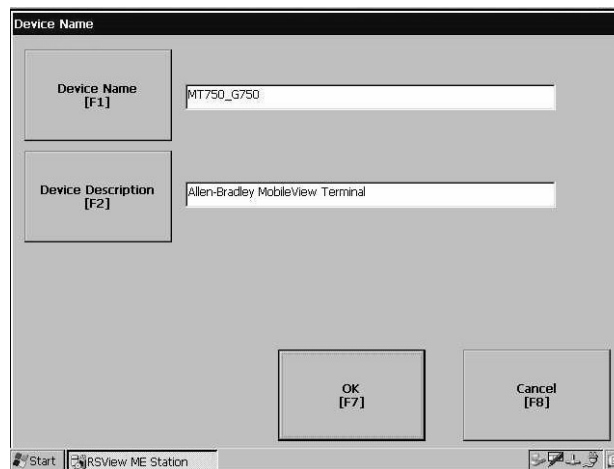 Device Name
Device Name
[F1]
MT750_G750
Device Description
[F2]
Allen-Bradley MobileView Terminal
OK
[F7]
Cancel
[F8]
Start
RSView ME Station